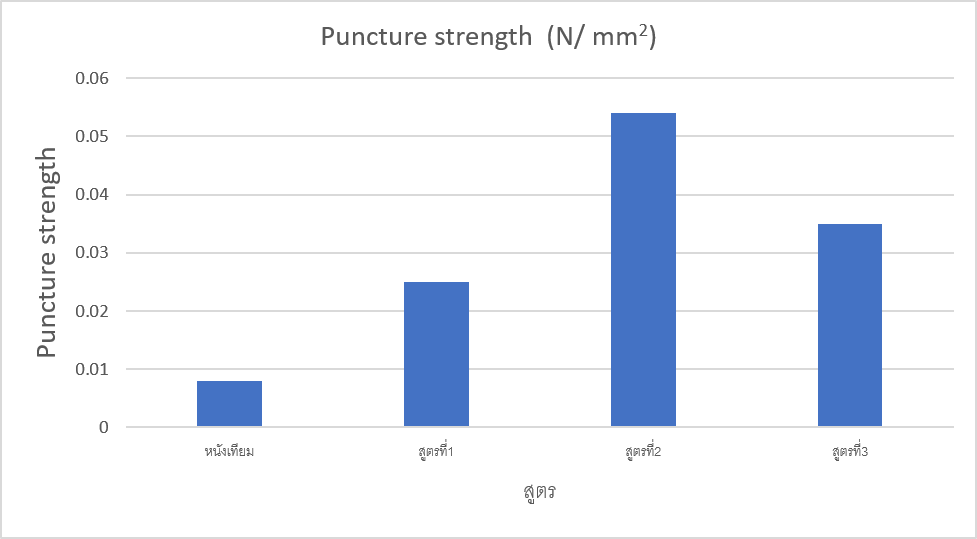 Puncture strength (N/ mm²)
Puncture strength
0.06
0.05
0.04
0.03
0.02
0.01
0
หนังเทียม
สูตรที่1
สูตรที่2
สูตรที่3
สูตร